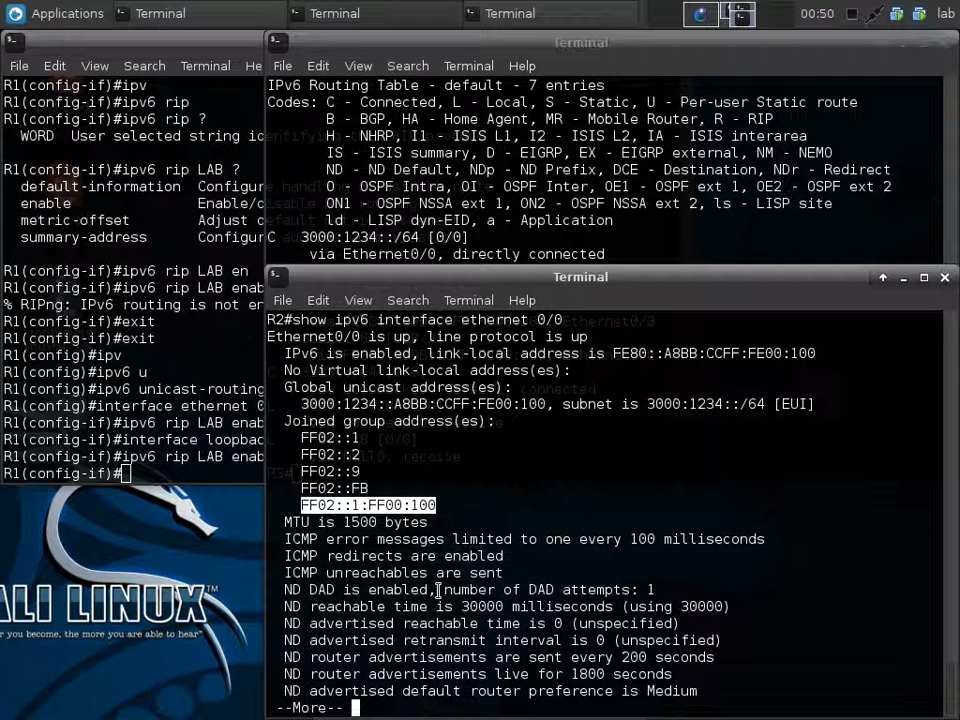 Applications
Terminal
Terminal
Terminal
00:50
lab
File Edit View Search Terminal He
R1(config-if)#ipv
R1(config-if)#ipv6 rip
R1(config-if)#ipv6 rip ?
WORD User selected string i
R1(config-if)#ipv6 rip LAB ?
default-information Configur
enable Enable/
metric-offset Adjust
summary-address Configur
R1(config-if)#ipv6 rip LAB en
R1(config-if)#ipv6 rip LAB enab
% RIPng: IPv6 routing is not en
R1(config-if)#exit
R1(config-if)#exit
R1(config)#ipv
R1(config)#ipv6 u
R1(config)#ipv6 unicast-routing
R1(config)#interface ethernet 0
R1(config-if)#ipv6 rip LAB enab
R1(config-if)#interface loopback
R1(config-if)#ipv6 rip LAB enab
R1(config-if)#
Terminal
File Edit View Search Terminal Help
IPv6 Routing Table - default - 7 entries
Codes: C - Connected, L - Local, S - Static, U - Per-user Static route
B - BGP, HA - Home Agent, MR - Mobile Router, R - RIP
H - NHRP, I1 - ISIS L1, I2 - ISIS L2, IA - ISIS interarea
IS - ISIS summary, D - EIGRP, EX - EIGRP external, NM - NEMO
ND - ND Default, NDp - ND Prefix, DCE - Destination, NDr - Redirect
O - OSPF Intra, OI - OSPF Inter, OE1 - OSPF ext 1, OE2 - OSPF ext 2
ON1 - OSPF NSSA ext 1, ON2 - OSPF NSSA ext 2, ls - LISP site
ld - LISP dyn-EID, a - Application
C 3000:1234::/64 [0/0]
via Ethernet0/0, directly connected
Terminal
File Edit View Search Terminal Help
R2#show ipv6 interface ethernet 0/0
Ethernet0/0 is up, line protocol is up
IPv6 is enabled, link-local address is FE80::A8BB:CCFF:FE00:100
No Virtual link-local address(es):
Global unicast address(es):
3000:1234::A8BB:CCFF:FE00:100, subnet is 3000:1234::/64 [EUI]
Joined group address(es):
FF02::1
FF02::2
FF02::9
FF02::FB
FF02::1:FF00:100
MTU is 1500 bytes
ICMP error messages limited to one every 100 milliseconds
ICMP redirects are enabled
ICMP unreachables are sent
ND DAD is enabled, number of DAD attempts: 1
ND reachable time is 30000 milliseconds (using 30000)
ND advertised reachable time is 0 (unspecified)
ND advertised retransmit interval is 0 (unspecified)
ND router advertisements are sent every 200 seconds
ND router advertisements live for 1800 seconds
ND advertised default router preference is Medium
--More--
ALI LINUX
er you become, the more you are able to hear"